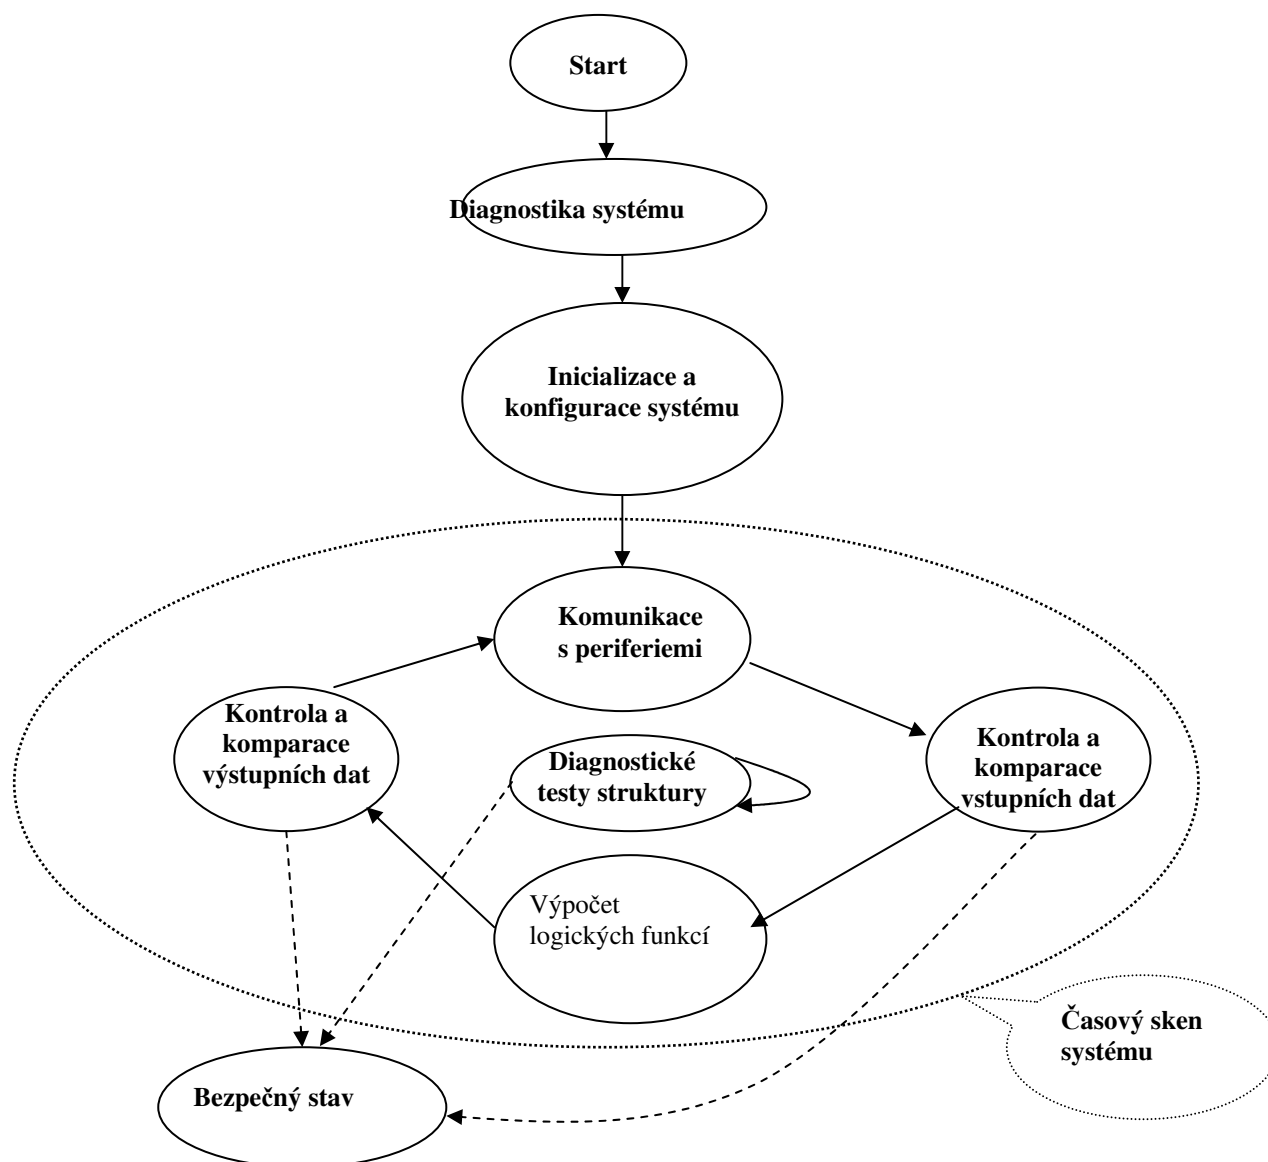 Start
Diagnostika systému
Inicializace a
konfigurace systému
Komunikace
s periferiemi
Kontrola a
komparace
výstupních dat
Diagnostické
testy struktury
Kontrola a
komparace
vstupních dat
Výpočet
logických funkcí
Časový sken
systému
Bezpečný stav